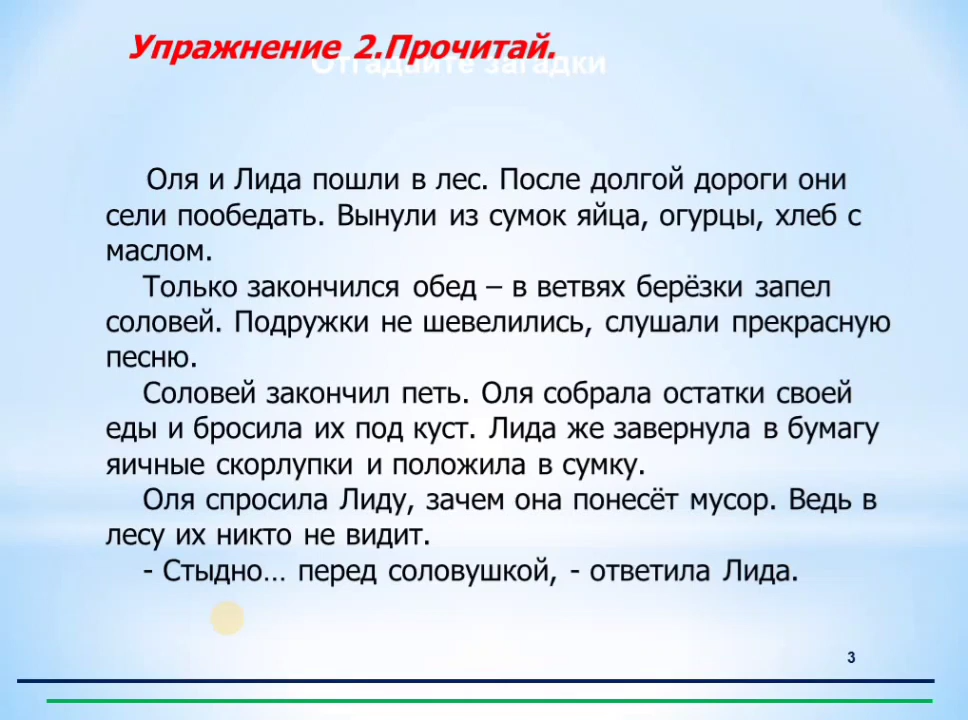 Упражнение 2.Прочитай.
Отгадайте загадки
Оля и Лида пошли в лес. После долгой дороги они
сели пообедать. Вынули из сумок яйца, огурцы, хлеб с
маслом.
Только закончился обед – в ветвях берёзки запел
соловей. Подружки не шевелились, слушали прекрасную
песню.
Соловей закончил петь. Оля собрала остатки своей
еды и бросила их под куст. Лида же завернула в бумагу
яичные скорлупки и положила в сумку.
Оля спросила Лиду, зачем она понесёт мусор. Ведь в
лесу их никто не видит.
- Стыдно… перед соловушкой, - ответила Лида.
3